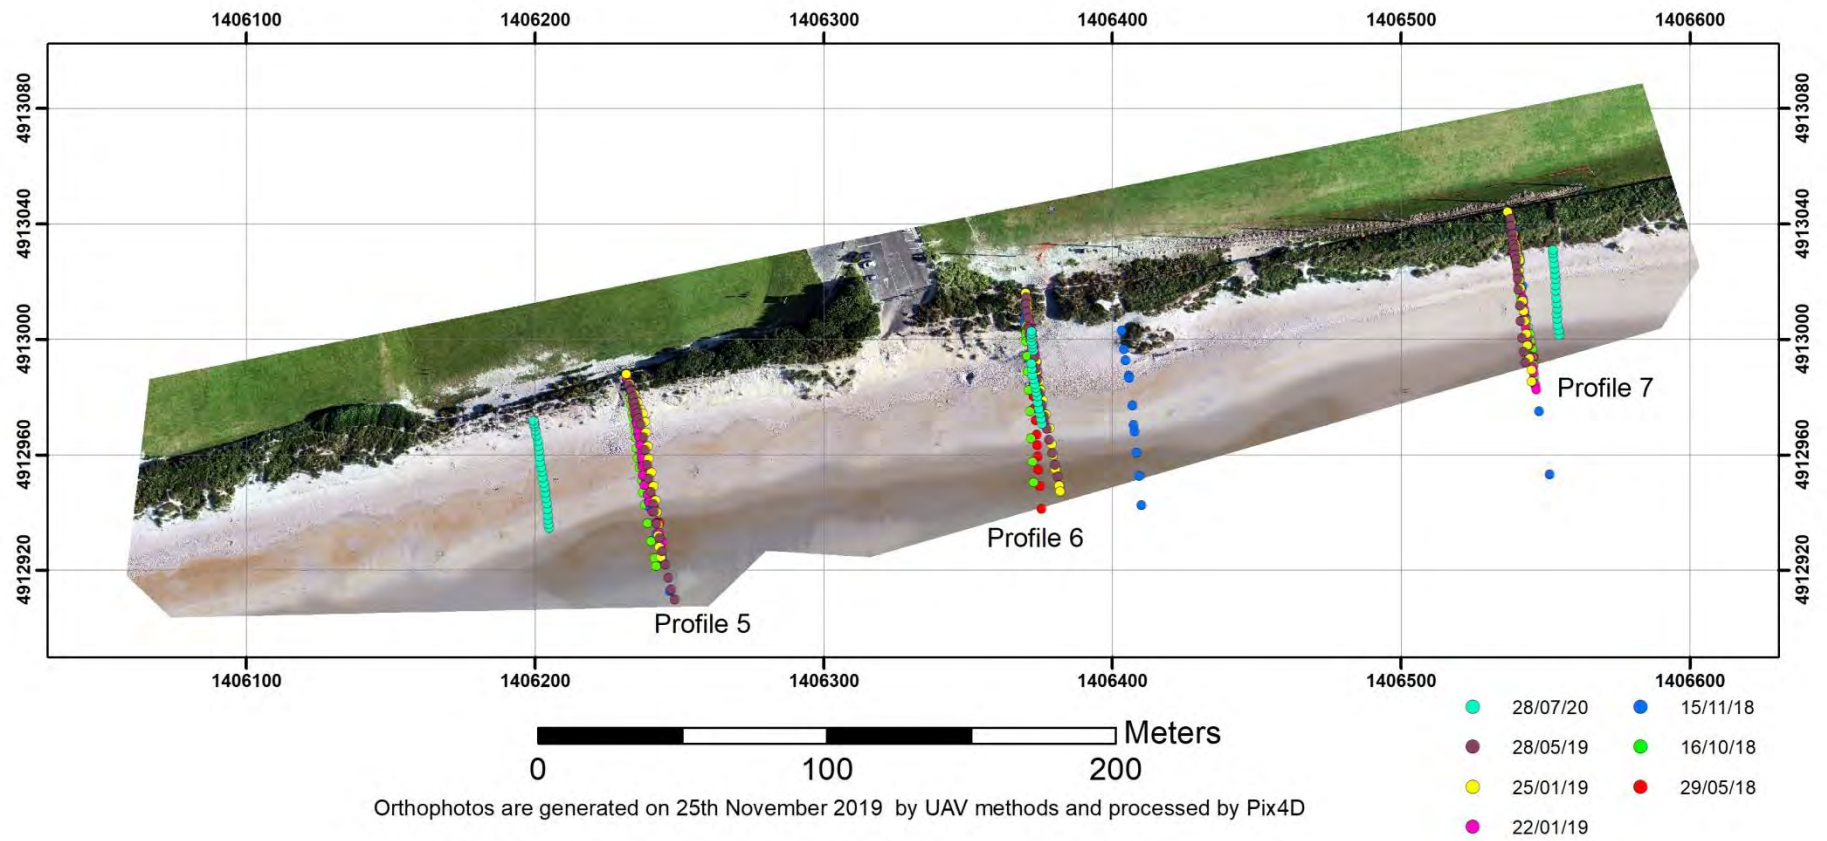 1406100 1406200 1406300 1406400 1406500 1406600
4913080 4913080
4913040 4913040
4913000 4913000
Profile 7
4912960 4912960
Profile 6
4912920 4912920
Profile 5
1406100 1406200 1406300 1406400 1406500 1406600
28/07/20 15/11/18
Meters
28/05/19 16/10/18
0 100 200
25/01/19 29/05/18
Orthophotos are generated on 25th November 2019 by UAV methods and processed by Pix4D
22/01/19